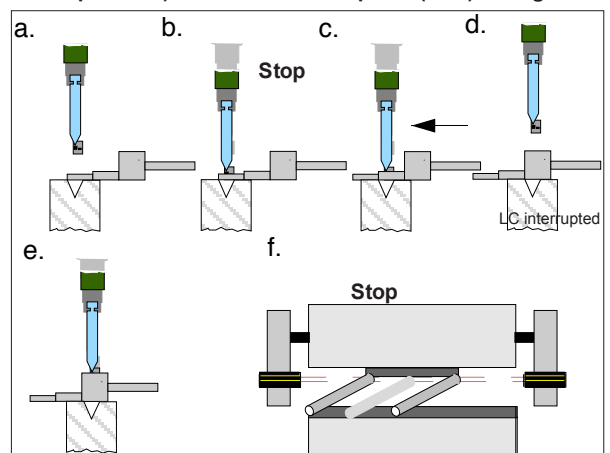 a.
b.
c.
d.
Stop
LC interrupted
e.
f.
Stop